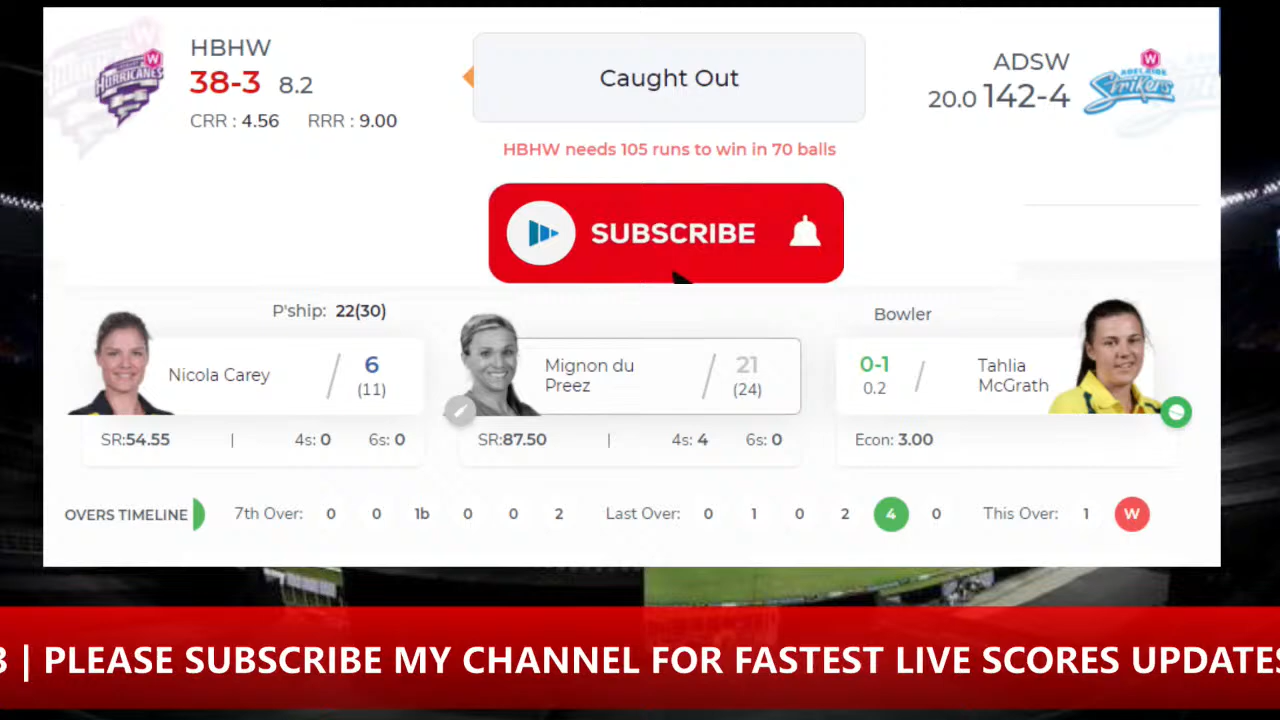 HBHW
38-3 8.2
CRR : 4.56 RRR : 9.00
HURRICANES
W
Caught Out
HBHW needs 105 runs to win in 70 balls
ADSW
20.0 142-4
W
ADELAIDE
Strikers
SUBSCRIBE
P'ship: 22(30)
Nicola Carey / 6
(11)
SR:54.55 | 4s: 0 6s: 0
Mignon du
Preez / 21
(24)
SR:87.50 | 4s: 4 6s: 0
Bowler
0-1 / Tahlia
0.2 McGrath
Econ: 3.00
OVERS TIMELINE 7th Over: 0 0 1b 0 0 2 Last Over: 0 1 0 2 4 0 This Over: 1 W
3 | PLEASE SUBSCRIBE MY CHANNEL FOR FASTEST LIVE SCORES UPDATES